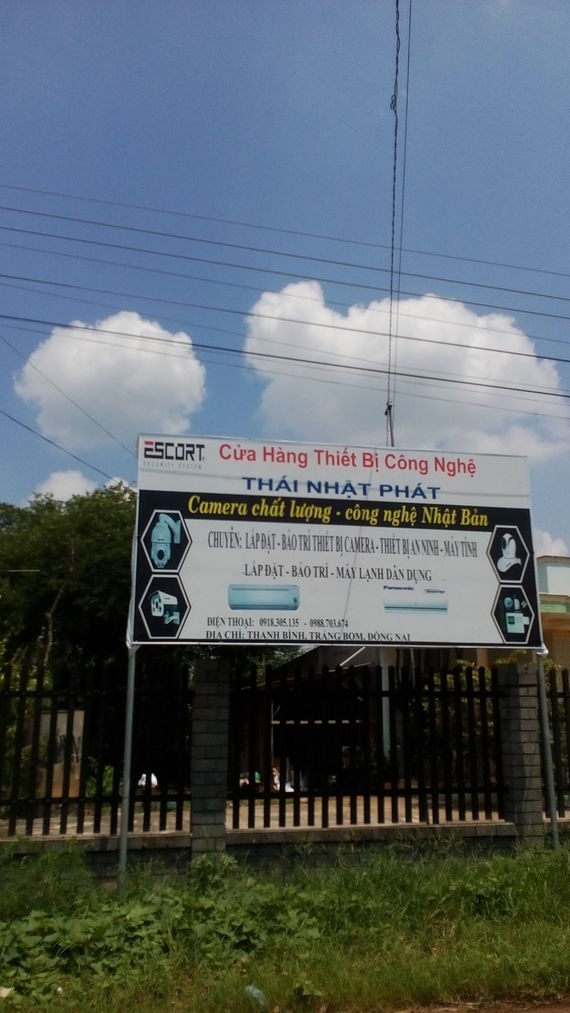 ESCORT
SECURITY SYSTEM
Cửa Hàng Thiết Bị Công Nghệ
THÁI NHẬT PHÁT
Camera chất lượng - công nghệ Nhật Bản
CHUYÊN: LẮP ĐẶT - BẢO TRÌ THIẾT BỊ CAMERA - THIẾT BỊ AN NINH - MÁY TÍNH
LẮP ĐẶT - BẢO TRÌ - MÁY LẠNH DÂN DỤNG
Panasonic
ĐIỆN THOẠI: 0918.305.135 - 0988.703.674
ĐỊA CHỈ: THANH BÌNH, TRẢNG BOM, ĐỒNG NAI